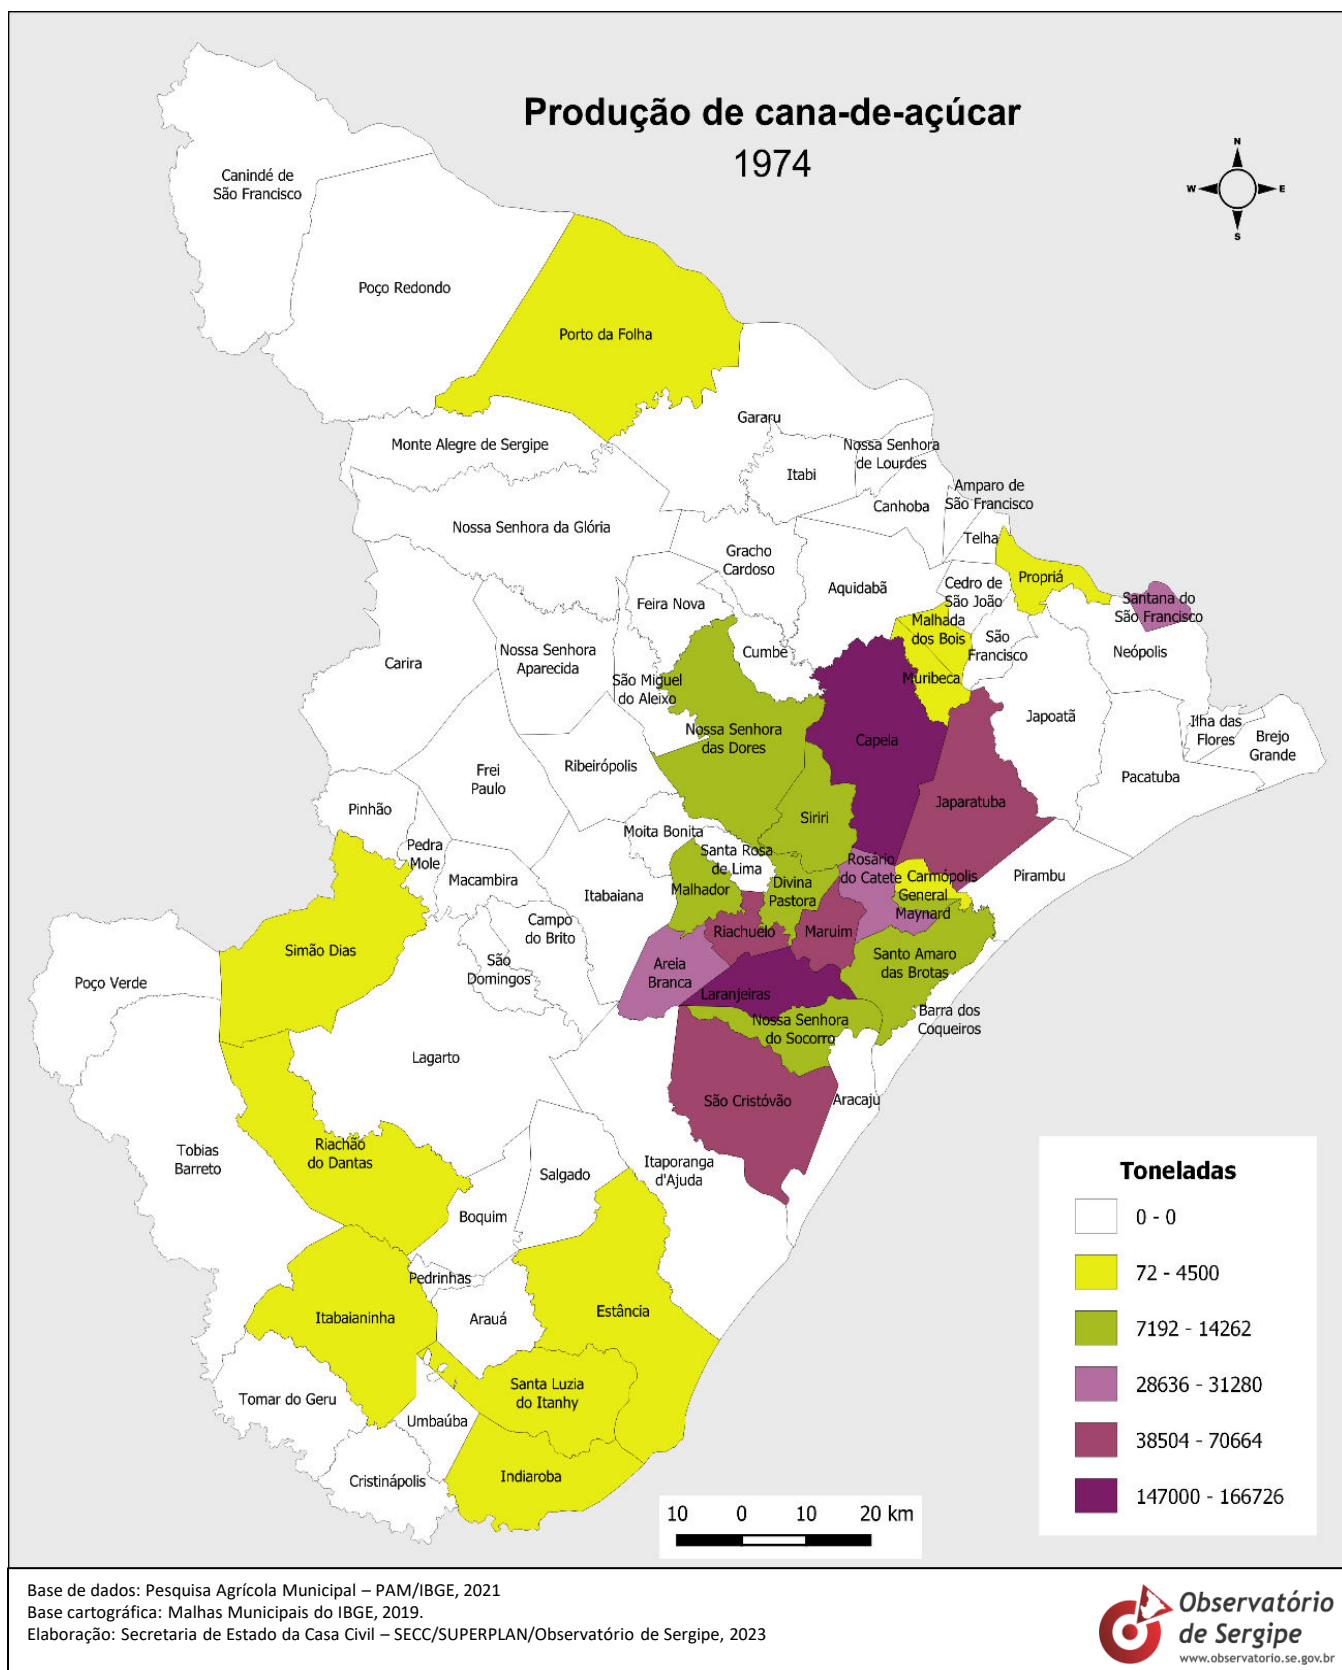 Produção de cana-de-açúcar
1974
N
W
E
S
Canindé de
São Francisco
Poço Redondo
Porto da Folha
Gararu
Monte Alegre de Sergipe
Nossa Senhora
de Lourdes
Itabi
Amparo de
São Francisco
Canhoba
Nossa Senhora da Glória
Telha
Gracho
Cardoso
Propriá
Aquidabã
Cedro de
São João
Feira Nova
Santana do
São Francisco
Malhada
dos Bois
São
Francisco
Neópolis
Cumbe
Nossa Senhora
Aparecida
Carira
São Miguel
do Aleixo
Muribeca
Japoatã
Ilha das
Flores
Brejo
Grande
Nossa Senhora
das Dores
Capela
Ribeirópolis
Frei
Paulo
Pacatuba
Japaratuba
Pinhão
Siriri
Moita Bonita
Pedra
Mole
Santa Rosa
de Lima
Rosário
do Catete
Carmópolis
Pirambu
Macambira
Itabaiana
Malhador
Divina
Pastora
General
Maynard
Campo
do Brito
Riachuelo
Maruim
Simão Dias
São
Domingos
Areia
Branca
Santo Amaro
das Brotas
Poço Verde
Laranjeiras
Barra dos
Coqueiros
Nossa Senhora
do Socorro
Lagarto
São Cristóvão
Aracaju
Riachão
do Dantas
Tobias
Barreto
Salgado
Itaporanga
d'Ajuda
Boquim
Pedrinhas
Itabaianinha
Arauá
Estância
Santa Luzia
do Itanhy
Tomar do Geru
Umbaúba
Cristinápolis
Indiaroba
Toneladas
0 - 0
72 - 4500
7192 - 14262
28636 - 31280
38504 - 70664
147000 - 166726
10 0 10 20 km
Base de dados: Pesquisa Agrícola Municipal – PAM/IBGE, 2021
Base cartográfica: Malhas Municipais do IBGE, 2019.
Elaboração: Secretaria de Estado da Casa Civil – SECC/SUPERPLAN/Observatório de Sergipe, 2023
Observatório
de Sergipe
www.observatorio.se.gov.br